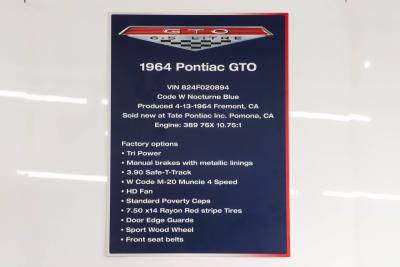 GTO
6.5 LITRE
1964 Pontiac GTO
VIN 824F020894
Code W Nocturne Blue
Produced 4-13-1964 Fremont, CA
Sold new at Tate Pontiac Inc. Pomona, CA
Engine: 389 76X 10.75:1
Factory options
• Tri Power
• Manual brakes with metallic linings
• 3.90 Safe-T-Track
• W Code M-20 Muncie 4 Speed
• HD Fan
• Standard Poverty Caps
• 7.50 x14 Rayon Red stripe Tires
• Door Edge Guards
• Sport Wood Wheel
• Front seat belts